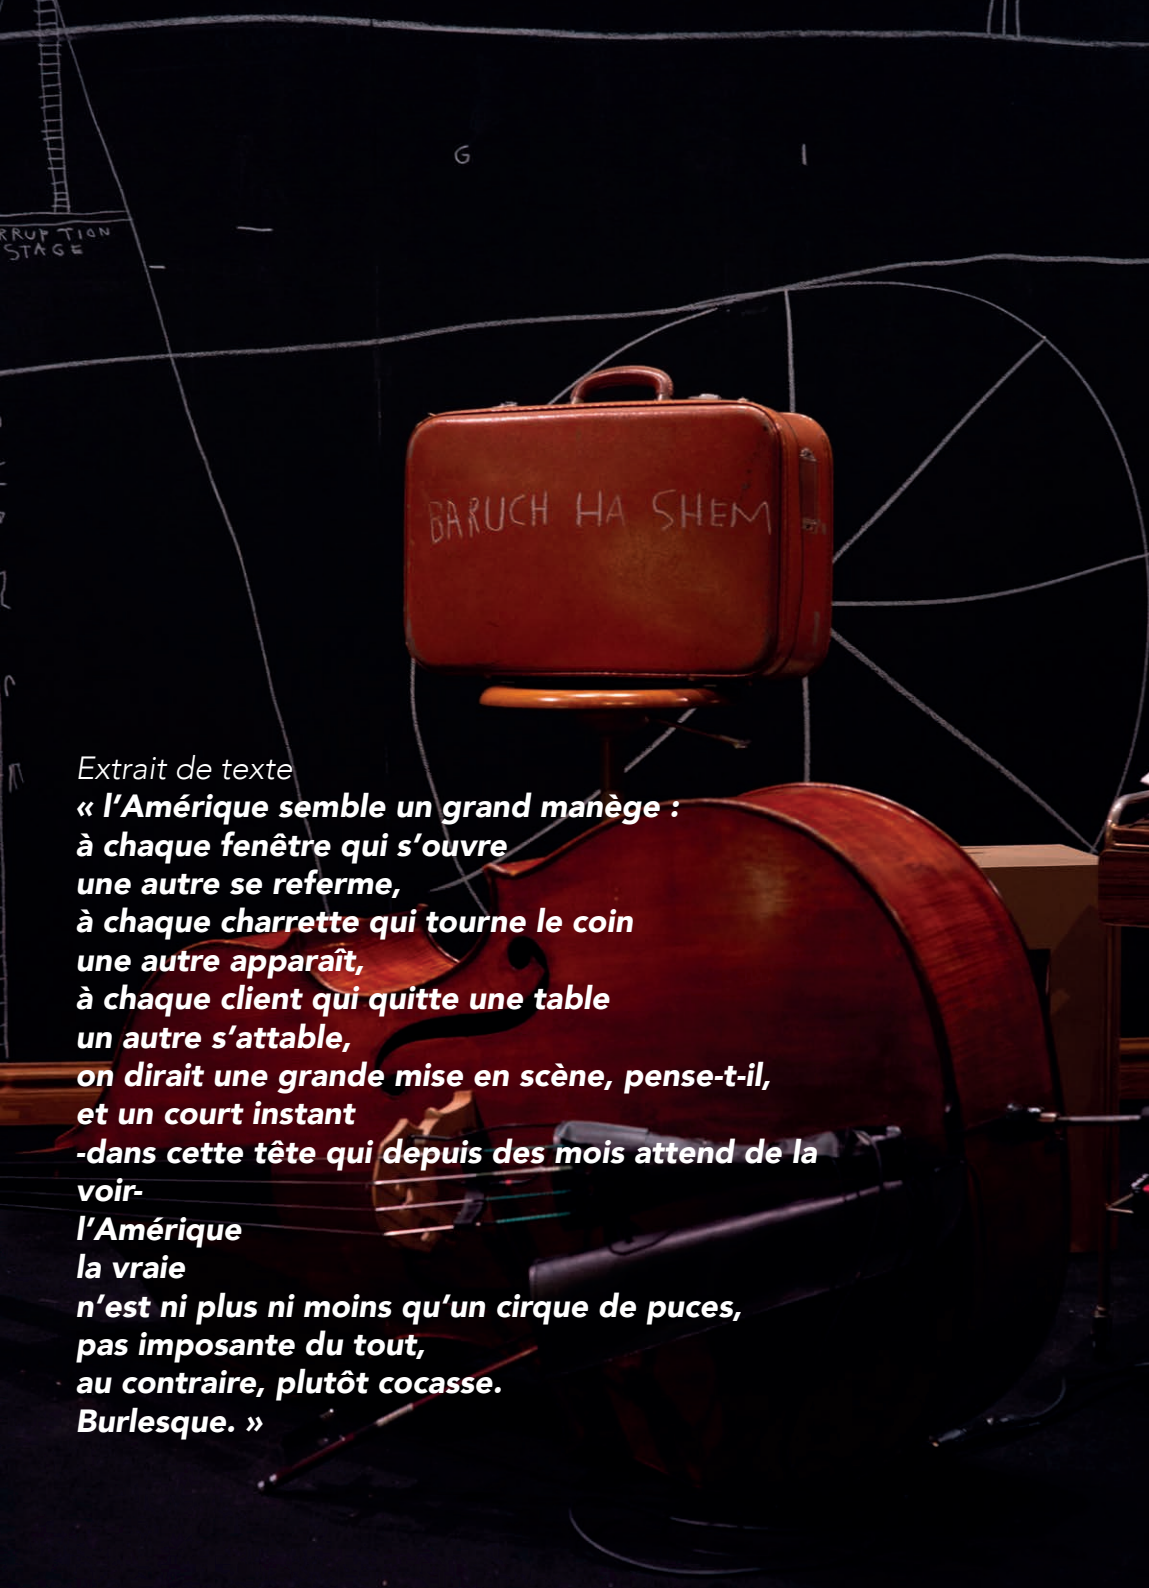 G I
STAGE
BARUCH HA SHEM
Extrait de texte
« l’Amérique semble un grand manège :
à chaque fenêtre qui s’ouvre
une autre se referme,
à chaque charrette qui tourne le coin
une autre apparaît,
à chaque client qui quitte une table
un autre s’attable,
on dirait une grande mise en scène, pense-t-il,
et un court instant
-dans cette tête qui depuis des mois attend de la
voir-
l’Amérique
la vraie
n’est ni plus ni moins qu’un cirque de puces,
pas imposante du tout,
au contraire, plutôt cocasse.
Burlesque. »